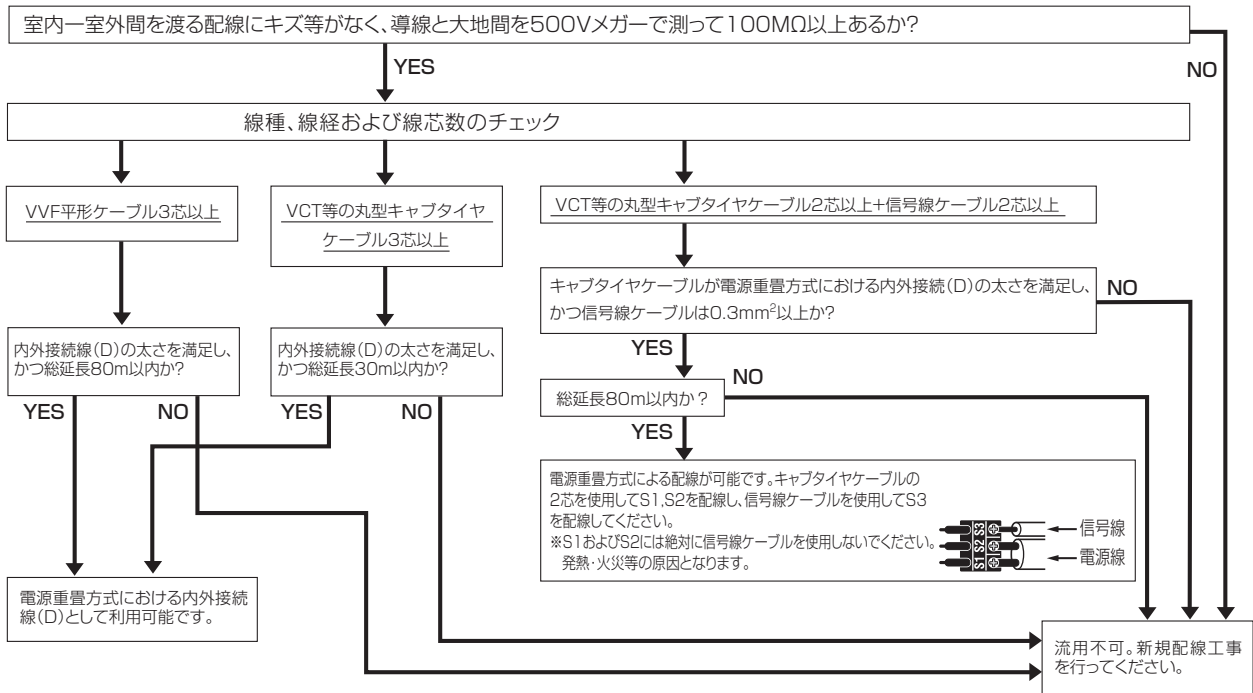 室内ー室外間を渡る配線にキズ等がなく、導線と大地間を500Vメガーで測って100MΩ以上あるか?
YES
NO
線種、線経および線芯数のチェック
VVF平形ケーブル3芯以上
VCT等の丸型キャブタイヤ
ケーブル3芯以上
VCT等の丸型キャブタイヤケーブル2芯以上+信号線ケーブル2芯以上
キャブタイヤケーブルが電源重畳方式における内外接続(D)の太さを満足し、
かつ信号線ケーブルは0.3mm²以上か?
NO
YES
内外接続線(D)の太さを満足し、
かつ総延長80m以内か?
内外接続線(D)の太さを満足し、
かつ総延長30m以内か?
総延長80m以内か?
NO
YES
YES
NO
YES
NO
電源重畳方式による配線が可能です。キャブタイヤケーブルの
2芯を使用してS1,S2を配線し、信号線ケーブルを使用してS3
を配線してください。
※S1およびS2には絶対に信号線ケーブルを使用しないでください。
発熱・火災等の原因となります。
S1 S2 S3
信号線
電源線
電源重畳方式における内外接続
線(D)として利用可能です。
流用不可。新規配線工事
を行ってください。